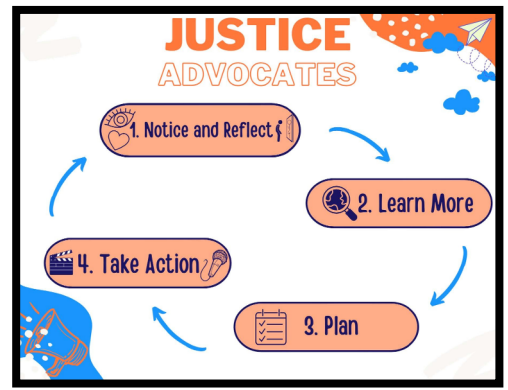 JUSTICE
ADVOCATES
1. Notice and Reflect
2. Learn More
3. Plan
4. Take Action